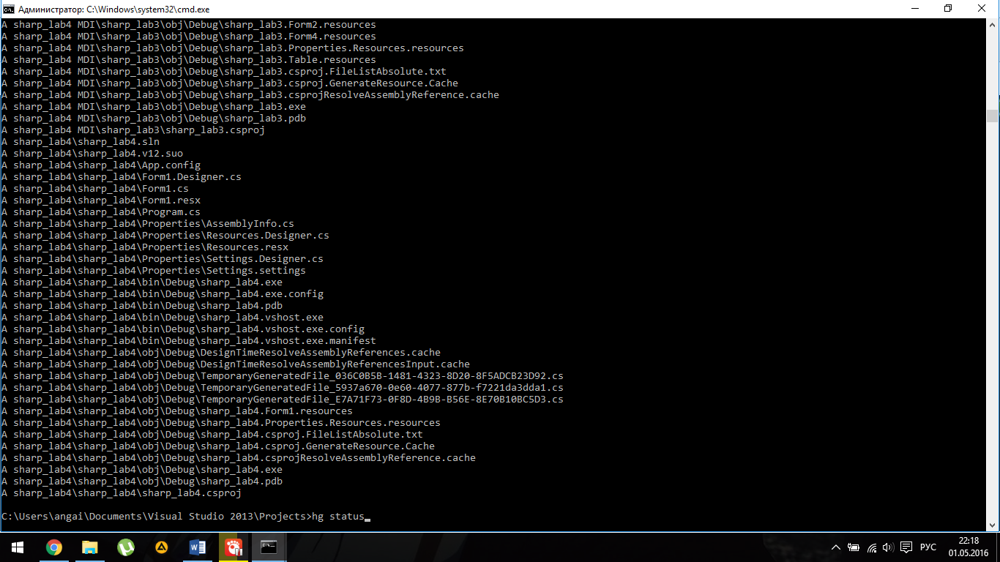 Администратор: C:\Windows\system32\cmd.exe
A sharp_lab4 MDI\sharp_lab3\obj\Debug\sharp_lab3.Form2.resources
A sharp_lab4 MDI\sharp_lab3\obj\Debug\sharp_lab3.Form4.resources
A sharp_lab4 MDI\sharp_lab3\obj\Debug\sharp_lab3.Properties.Resources.resources
A sharp_lab4 MDI\sharp_lab3\obj\Debug\sharp_lab3.Table.resources
A sharp_lab4 MDI\sharp_lab3\obj\Debug\sharp_lab3.csproj.FileListAbsolute.txt
A sharp_lab4 MDI\sharp_lab3\obj\Debug\sharp_lab3.csproj.GenerateResource.Cache
A sharp_lab4 MDI\sharp_lab3\obj\Debug\sharp_lab3.csprojResolveAssemblyReference.cache
A sharp_lab4 MDI\sharp_lab3\obj\Debug\sharp_lab3.exe
A sharp_lab4 MDI\sharp_lab3\obj\Debug\sharp_lab3.pdb
A sharp_lab4 MDI\sharp_lab3\sharp_lab3.csproj
A sharp_lab4\sharp_lab4.sln
A sharp_lab4\sharp_lab4.v12.suo
A sharp_lab4\sharp_lab4\App.config
A sharp_lab4\sharp_lab4\Form1.Designer.cs
A sharp_lab4\sharp_lab4\Form1.cs
A sharp_lab4\sharp_lab4\Form1.resx
A sharp_lab4\sharp_lab4\Program.cs
A sharp_lab4\sharp_lab4\Properties\AssemblyInfo.cs
A sharp_lab4\sharp_lab4\Properties\Resources.Designer.cs
A sharp_lab4\sharp_lab4\Properties\Resources.resx
A sharp_lab4\sharp_lab4\Properties\Settings.Designer.cs
A sharp_lab4\sharp_lab4\Properties\Settings.settings
A sharp_lab4\sharp_lab4\bin\Debug\sharp_lab4.exe
A sharp_lab4\sharp_lab4\bin\Debug\sharp_lab4.exe.config
A sharp_lab4\sharp_lab4\bin\Debug\sharp_lab4.pdb
A sharp_lab4\sharp_lab4\bin\Debug\sharp_lab4.vshost.exe
A sharp_lab4\sharp_lab4\bin\Debug\sharp_lab4.vshost.exe.config
A sharp_lab4\sharp_lab4\bin\Debug\sharp_lab4.vshost.exe.manifest
A sharp_lab4\sharp_lab4\obj\Debug\DesignTimeResolveAssemblyReferences.cache
A sharp_lab4\sharp_lab4\obj\Debug\DesignTimeResolveAssemblyReferencesInput.cache
A sharp_lab4\sharp_lab4\obj\Debug\TemporaryGeneratedFile_036C0B5B-1481-4323-8D20-8F5ADCB23D92.cs
A sharp_lab4\sharp_lab4\obj\Debug\TemporaryGeneratedFile_5937a670-0e60-4077-877b-f7221da3dda1.cs
A sharp_lab4\sharp_lab4\obj\Debug\TemporaryGeneratedFile_E7A71F73-0F8D-4B9B-B56E-8E70B10BC5D3.cs
A sharp_lab4\sharp_lab4\obj\Debug\sharp_lab4.Form1.resources
A sharp_lab4\sharp_lab4\obj\Debug\sharp_lab4.Properties.Resources.resources
A sharp_lab4\sharp_lab4\obj\Debug\sharp_lab4.csproj.FileListAbsolute.txt
A sharp_lab4\sharp_lab4\obj\Debug\sharp_lab4.csproj.GenerateResource.Cache
A sharp_lab4\sharp_lab4\obj\Debug\sharp_lab4.csprojResolveAssemblyReference.cache
A sharp_lab4\sharp_lab4\obj\Debug\sharp_lab4.exe
A sharp_lab4\sharp_lab4\obj\Debug\sharp_lab4.pdb
A sharp_lab4\sharp_lab4\sharp_lab4.csproj
C:\Users\angai\Documents\Visual Studio 2013\Projects>hg status_
РУС
22:18
01.05.2016